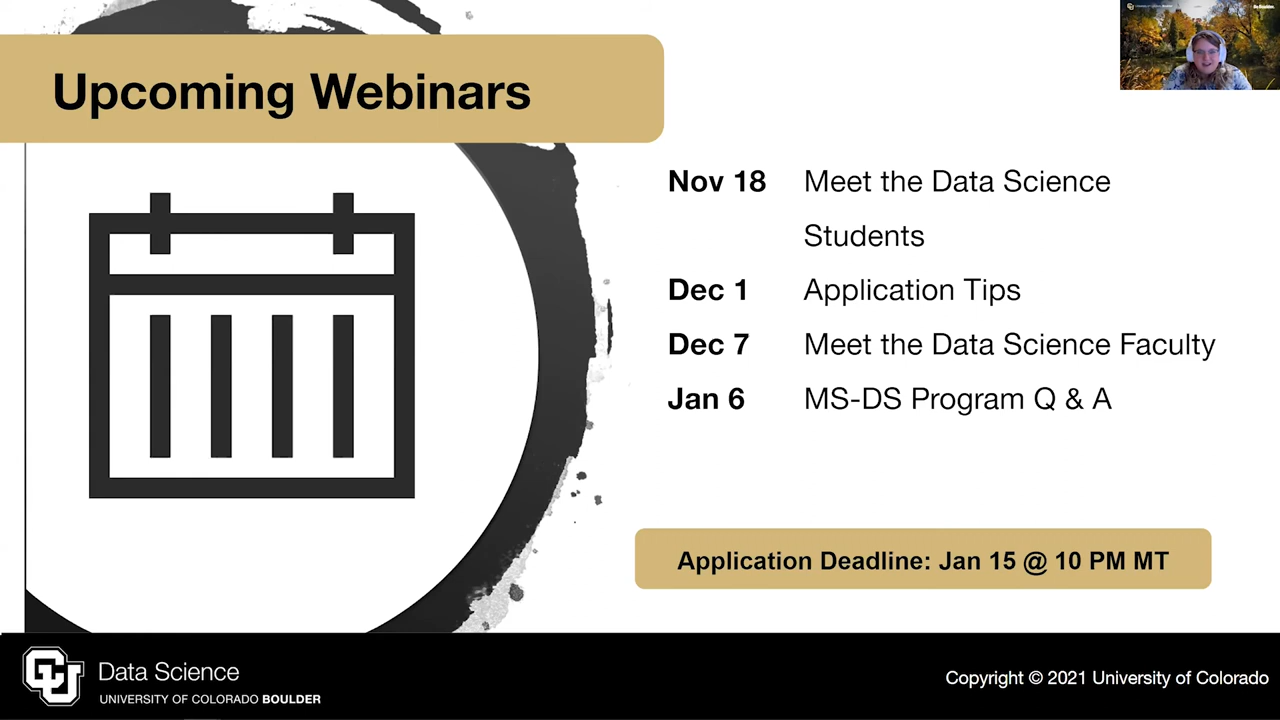 Upcoming Webinars
Nov 18 Meet the Data Science
Students
Dec 1 Application Tips
Dec 7 Meet the Data Science Faculty
Jan 6 MS-DS Program Q & A
Application Deadline: Jan 15 @ 10 PM MT
CU
Data Science
UNIVERSITY OF COLORADO BOULDER
Copyright © 2021 University of Colorado